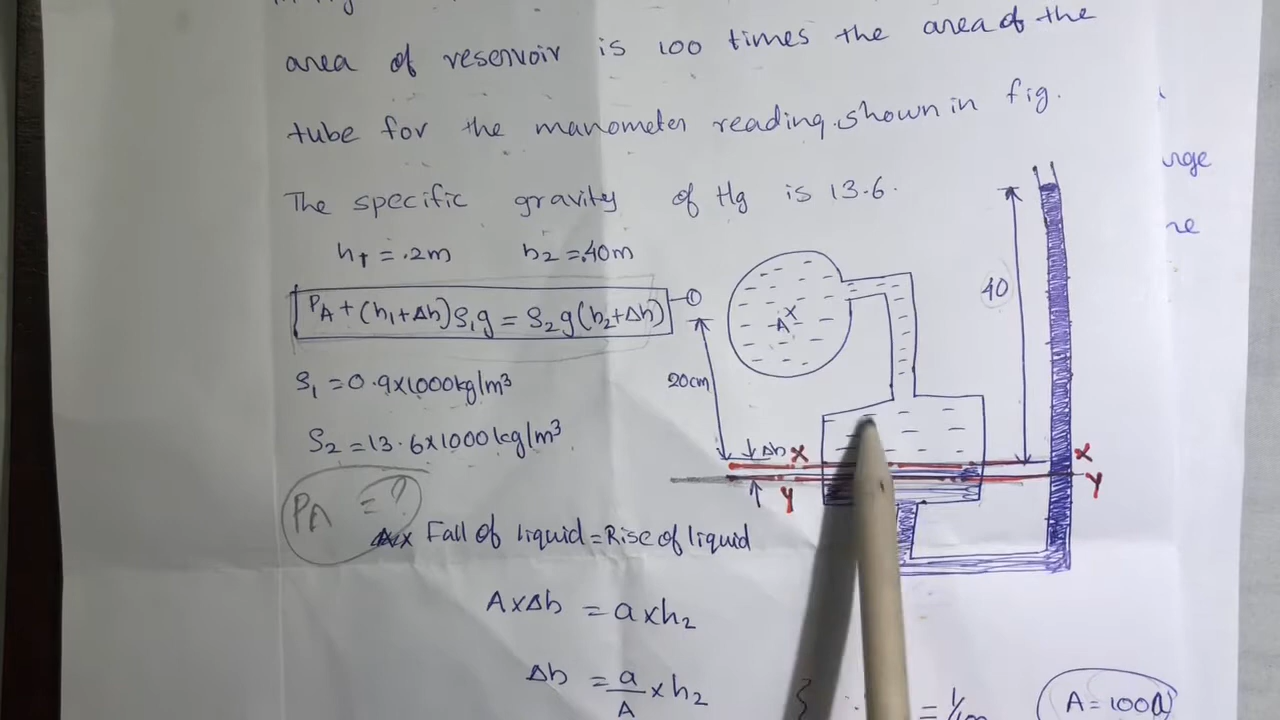 area of reservoir is 100 times the area of the
tube for the manometer reading shown in fig.
The specific gravity of Hg is 13.6.
h1 = .2m h2 = .40m
PA + (h1+Δh)S1g = S2g(h2+Δh) ①
S1 = 0.9x1000kg/m3
S2 = 13.6x1000kg/m3
PA = ?
Fall of liquid = Rise of liquid
A x Δh = a x h2
Δh = a/A x h2
= 1/100
A = 100a
A
X
20cm
40
Δh
X
X
Y
Y